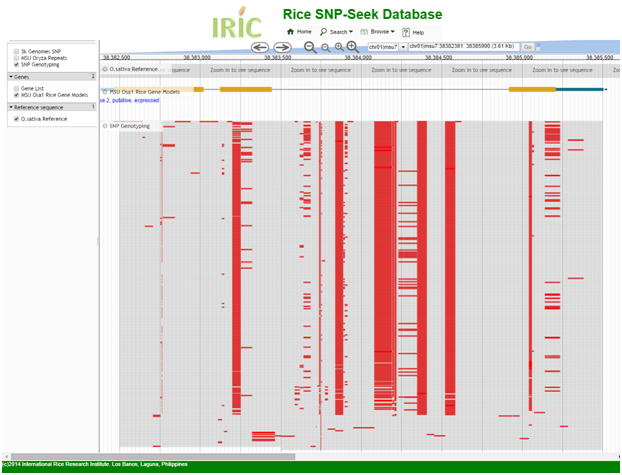 IRIC
Rice SNP-Seek Database
Home Search Browse Help
chr01|msu7 chr01|msu7:38382381..38385990 (3.61 Kb) Go
3k Genomes SNP
MSU Oryza Repeats
SNP Genotyping
Genes 2
Gene List
MSU Osa1 Rice Gene Models
Reference sequence 1
O.sativa Reference
38,382,500 38,383,000 38,383,500 38,384,000 38,384,500 38,385,000 38,385,500
O.sativa Reference quence Zoom in to see sequence Zoom in to see sequence Zoom in to see sequence Zoom in to see sequence Zoom in to see sequence
MSU Osa1 Rice Gene Models
se 2, putative, expressed
SNP Genotyping
(c)2014 International Rice Research Institute. Los Banos, Laguna, Philippines